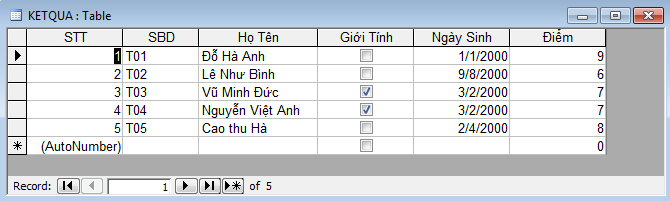 KETQUA : Table
STT SBD Họ Tên Giới Tính Ngày Sinh Điểm
1 T01 Đỗ Hà Anh 1/1/2000 9
2 T02 Lê Như Bình 9/8/2000 6
3 T03 Vũ Minh Đức 3/2/2000 7
4 T04 Nguyễn Việt Anh 3/2/2000 7
5 T05 Cao thu Hà 2/4/2000 8
(AutoNumber) 0
Record: 1 of 5